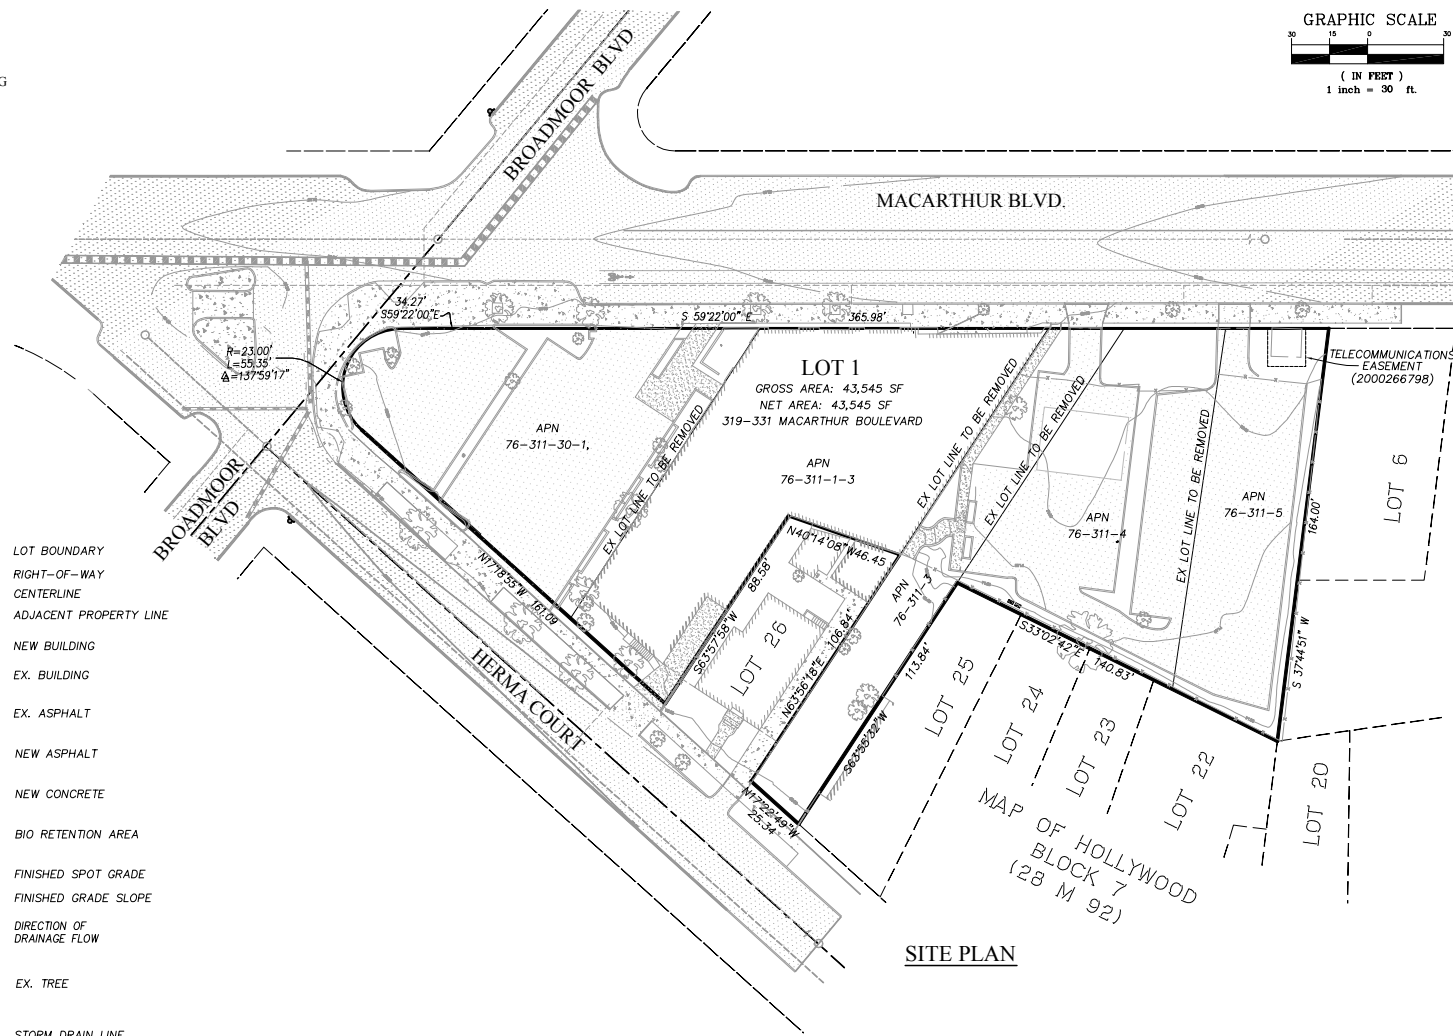 G
GRAPHIC SCALE
30 15 0 30
( IN FEET )
1 inch = 30 ft.
BROADMOOR BLVD
MACARTHUR BLVD.
34.27'
S59°22'00"E
S 59°22'00" E 365.98'
R=23.00'
L=55.35'
Δ=137°59'17"
LOT 1
GROSS AREA: 43,545 SF
NET AREA: 43,545 SF
319-331 MACARTHUR BOULEVARD
TELECOMMUNICATIONS
EASEMENT
(2000266798)
APN
76-311-30-1,
APN
76-311-1-3
EX LOT LINE TO BE REMOVED
EX LOT LINE TO BE REMOVED
EX LOT LINE TO BE REMOVED
EX LOT LINE TO BE REMOVED
APN
76-311-4
APN
76-311-5
APN
76-311-3
LOT 6
164.00'
S 37°44'51" W
BROADMOOR
BLVD
N17°18'55"W 161.09
HERMA COURT
N40°14'08"W 46.45
88.58'
S63°57'58"W
LOT 26
N63°56'18"E 106.84'
113.84'
S63°55'32"W
S33°02'42"E 140.83'
N17°22'49"W
25.34'
LOT 25
LOT 24
LOT 23
LOT 22
LOT 20
MAP OF HOLLYWOOD
BLOCK 7
(28 M 92)
SITE PLAN
LOT BOUNDARY
RIGHT-OF-WAY
CENTERLINE
ADJACENT PROPERTY LINE
NEW BUILDING
EX. BUILDING
EX. ASPHALT
NEW ASPHALT
NEW CONCRETE
BIO RETENTION AREA
FINISHED SPOT GRADE
FINISHED GRADE SLOPE
DIRECTION OF
DRAINAGE FLOW
EX. TREE
STORM DRAIN LINE